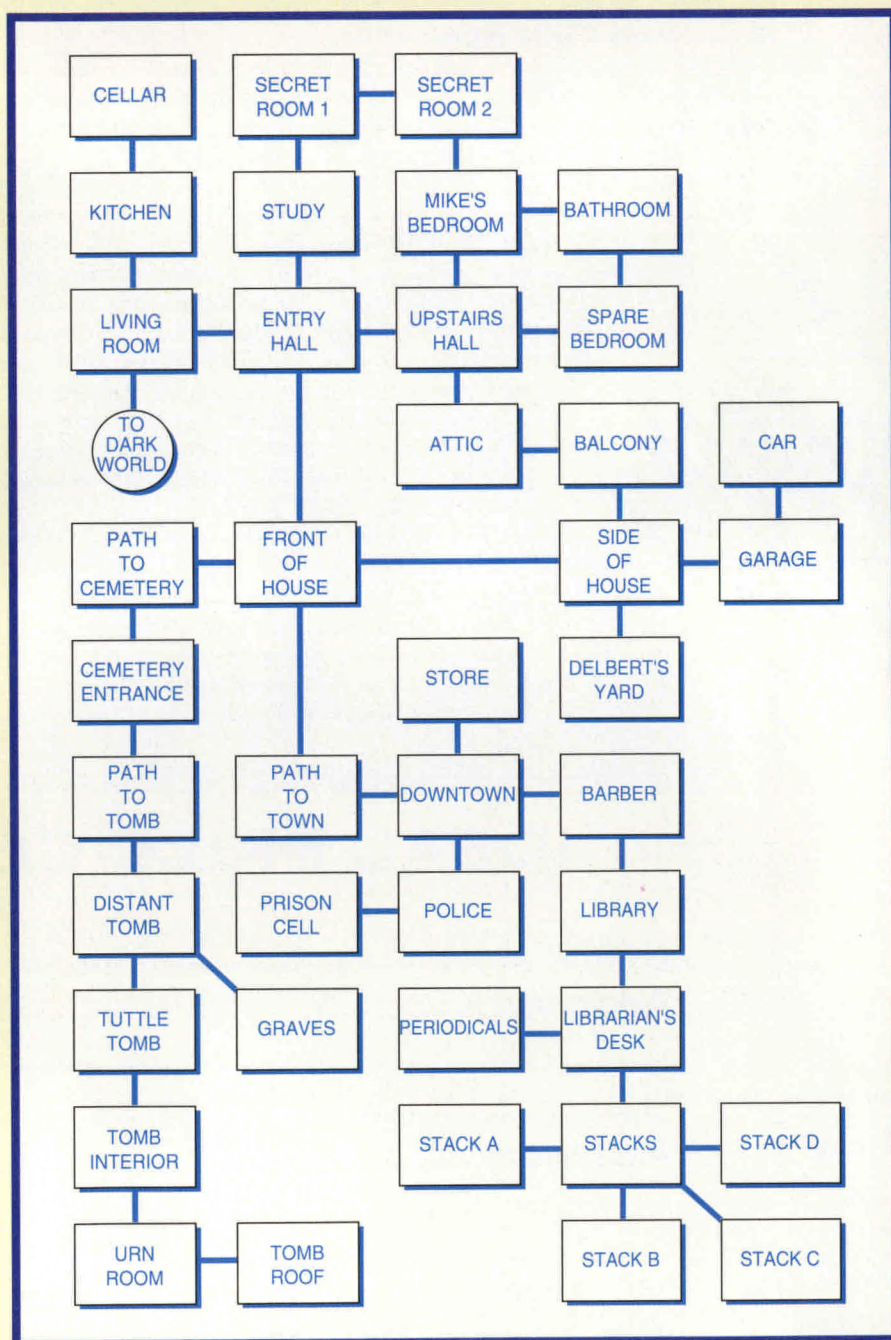 CELLAR
SECRET
ROOM 1
SECRET
ROOM 2
KITCHEN
STUDY
MIKE'S
BEDROOM
BATHROOM
LIVING
ROOM
ENTRY
HALL
UPSTAIRS
HALL
SPARE
BEDROOM
TO
DARK
WORLD
ATTIC
BALCONY
CAR
PATH
TO
CEMETERY
FRONT
OF
HOUSE
SIDE
OF
HOUSE
GARAGE
CEMETERY
ENTRANCE
STORE
DELBERT'S
YARD
PATH
TO
TOMB
PATH
TO
TOWN
DOWNTOWN
BARBER
DISTANT
TOMB
PRISON
CELL
POLICE
LIBRARY
TUTTLE
TOMB
GRAVES
PERIODICALS
LIBRARIAN'S
DESK
TOMB
INTERIOR
STACK A
STACKS
STACK D
URN
ROOM
TOMB
ROOF
STACK B
STACK C